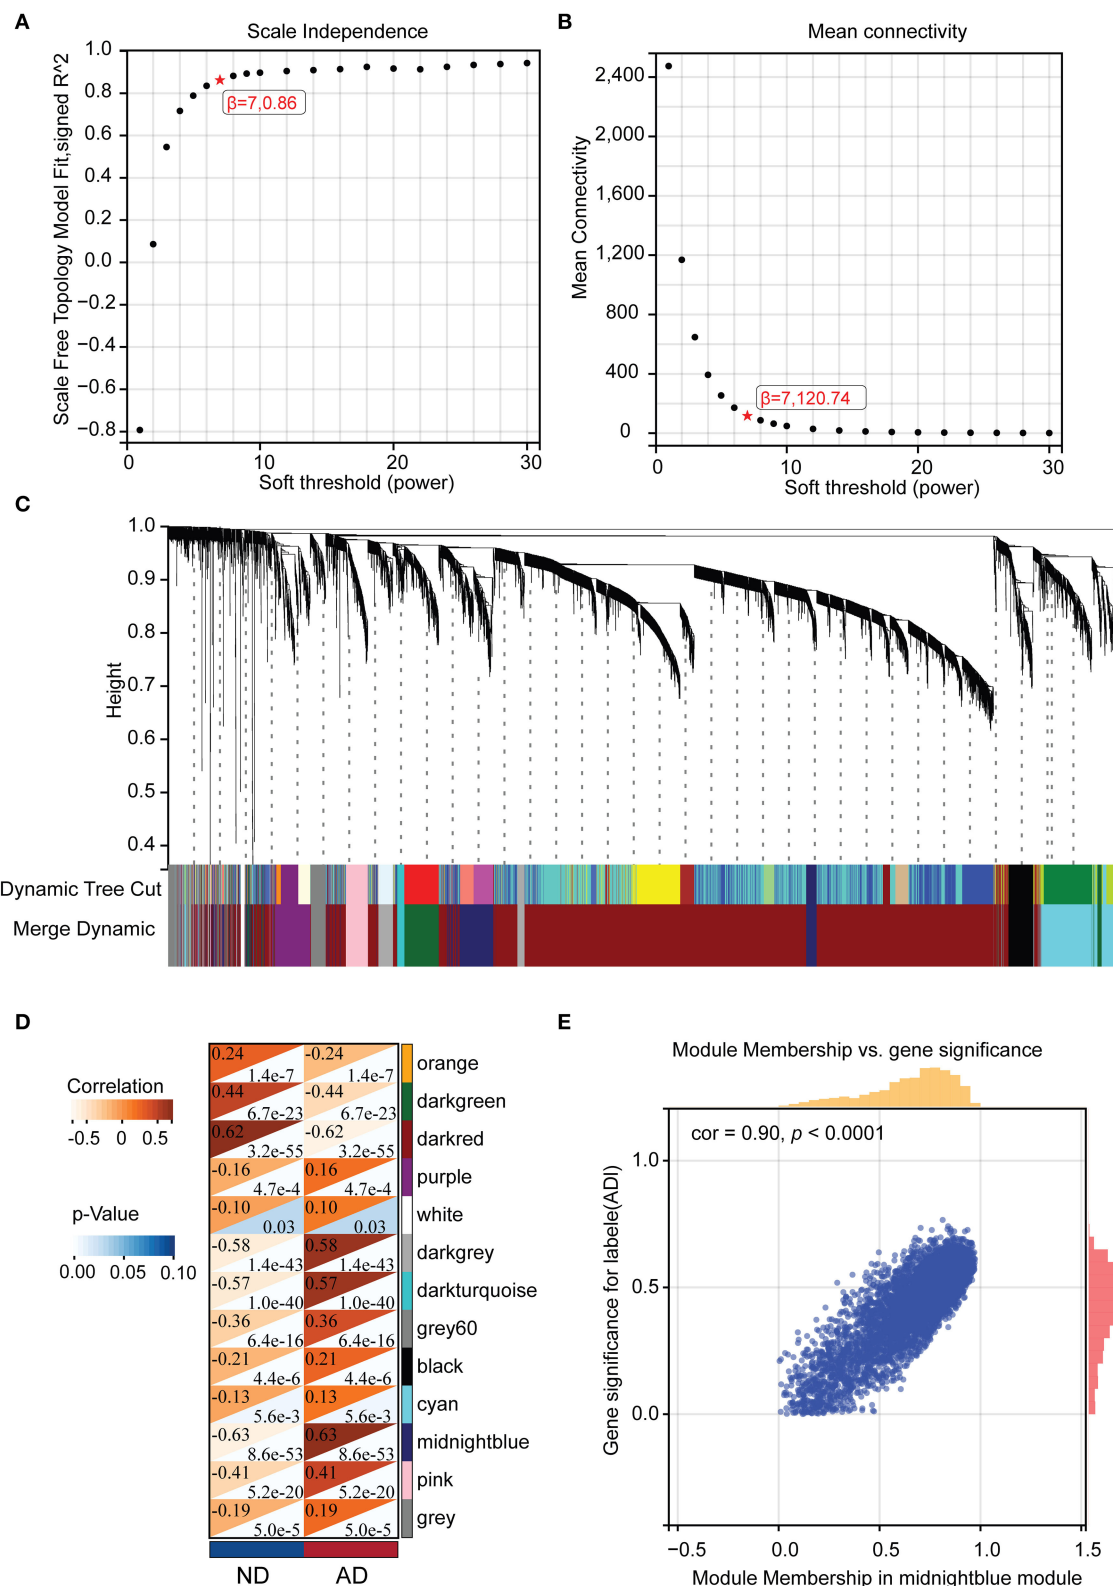 A
Scale Independence
Scale Free Topology Model Fit,signed R^2
1.0
0.8
0.6
0.4
0.2
0.0
−0.2
−0.4
−0.6
−0.8
β=7,0.86
0 10 20 30
Soft threshold (power)
B
Mean connectivity
Mean Connectivity
2,400
2,000
1,600
1,200
800
400
0
β=7,120.74
0 10 20 30
Soft threshold (power)
C
Height
1.0
0.9
0.8
0.7
0.6
0.5
0.4
Dynamic Tree Cut
Merge Dynamic
D
Correlation
-0.5 0 0.5
p-Value
0.00 0.05 0.10
0.24 1.4e-7 -0.24 1.4e-7 orange
0.44 6.7e-23 -0.44 6.7e-23 darkgreen
0.62 3.2e-55 -0.62 3.2e-55 darkred
-0.16 4.7e-4 0.16 4.7e-4 purple
-0.10 0.03 0.10 0.03 white
-0.58 1.4e-43 0.58 1.4e-43 darkgrey
-0.57 1.0e-40 0.57 1.0e-40 darkturquoise
-0.36 6.4e-16 0.36 6.4e-16 grey60
-0.21 4.4e-6 0.21 4.4e-6 black
-0.13 5.6e-3 0.13 5.6e-3 cyan
-0.63 8.6e-53 0.63 8.6e-53 midnightblue
-0.41 5.2e-20 0.41 5.2e-20 pink
-0.19 5.0e-5 0.19 5.0e-5 grey
ND AD
E
Module Membership vs. gene significance
cor = 0.90, p < 0.0001
Gene significance for labele(ADI)
1.0
0.5
0.0
−0.5 0.0 0.5 1.0 1.5
Module Membership in midnightblue module